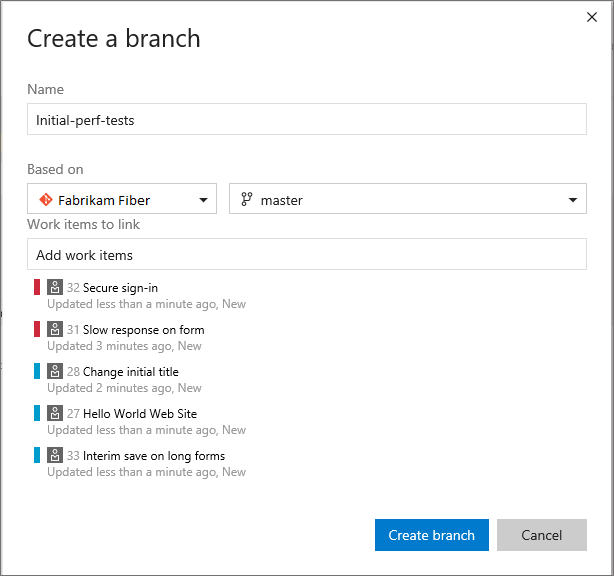 Create a branch
Name
Initial-perf-tests
Based on
Fabrikam Fiber master
Work items to link
Add work items
32 Secure sign-in
Updated less than a minute ago, New
31 Slow response on form
Updated 3 minutes ago, New
28 Change initial title
Updated 2 minutes ago, New
27 Hello World Web Site
Updated less than a minute ago, New
33 Interim save on long forms
Updated less than a minute ago, New
Create branch Cancel